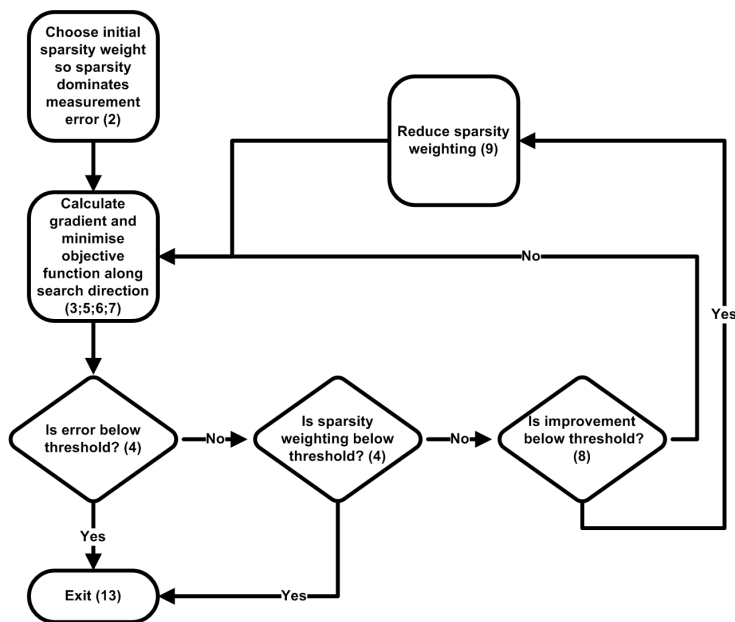 Choose initial
sparsity weight
so sparsity
dominates
measurement
error (2)
Reduce sparsity
weighting (9)
Calculate
gradient and
minimise
objective
function along
search direction
(3;5;6;7)
No
Yes
Is error below
threshold? (4)
No
Is sparsity
weighting below
threshold? (4)
No
Is improvement
below threshold?
(8)
Yes
Exit (13)
Yes